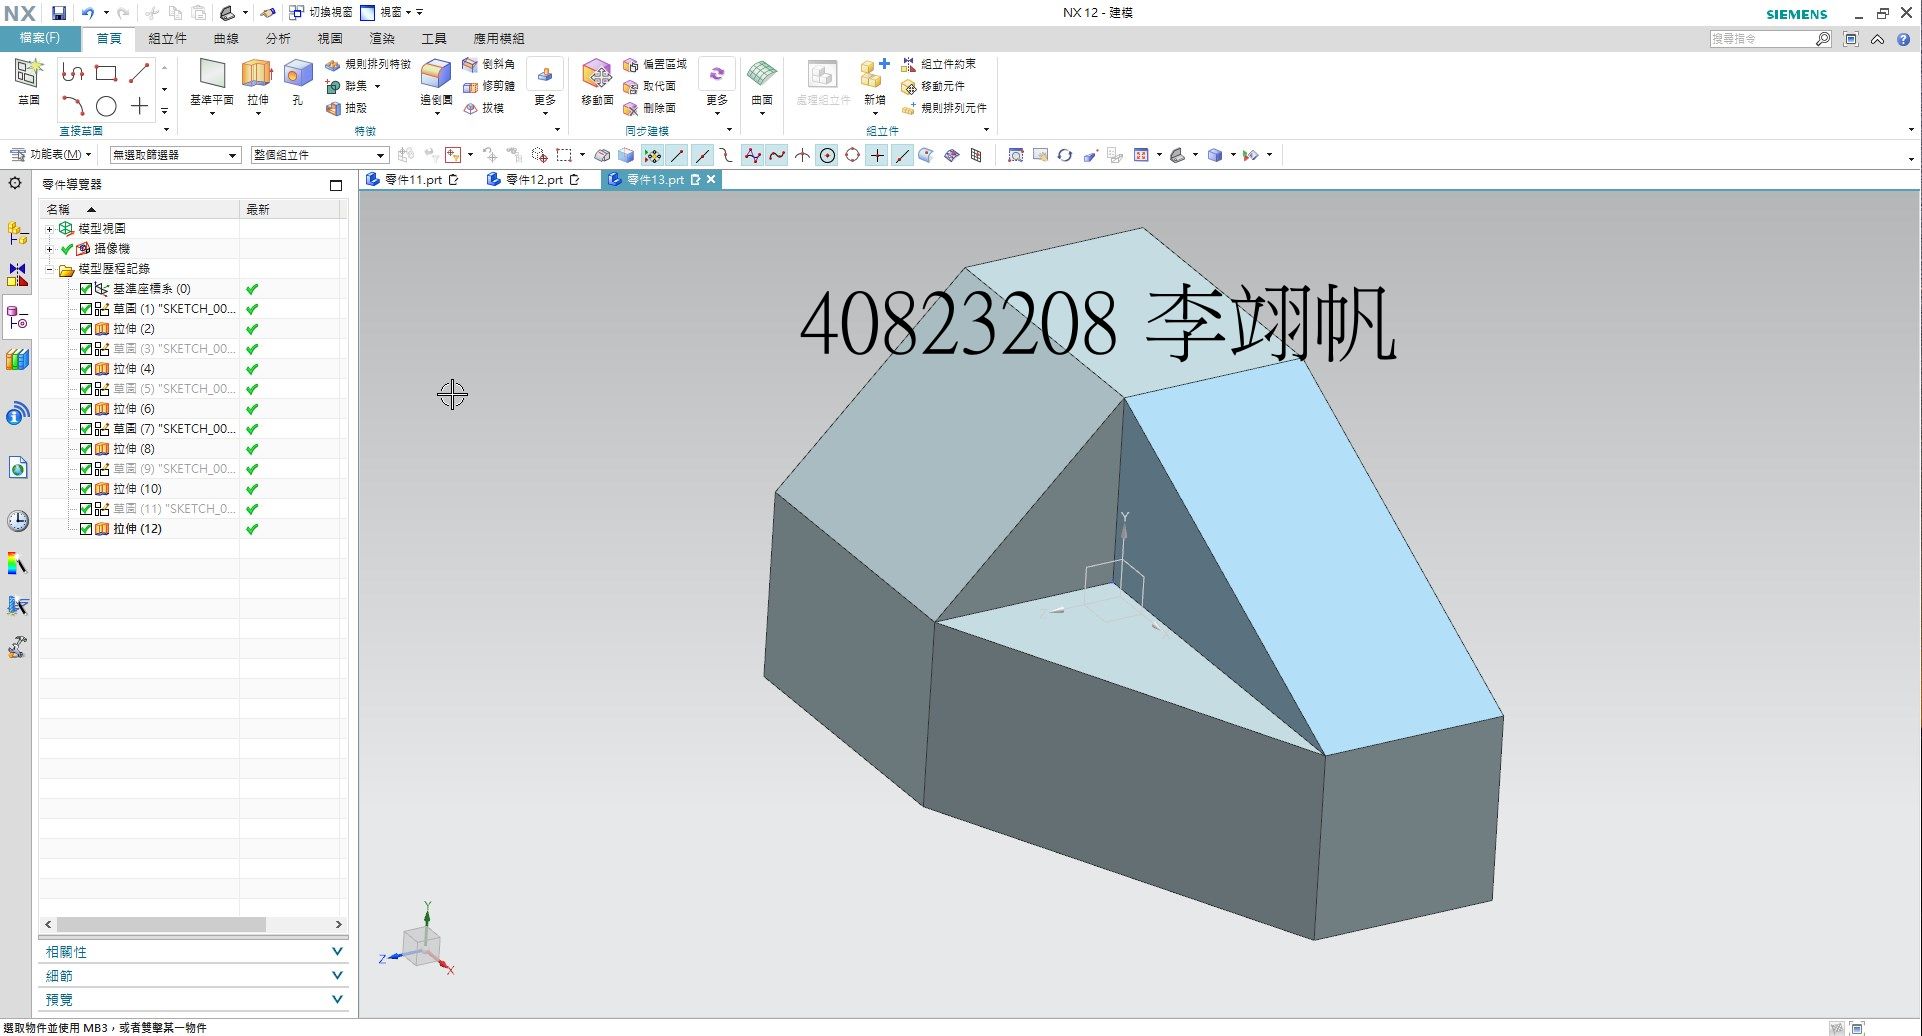 NX 切換視窗 視窗 NX 12 - 建模 SIEMENS
檔案(F) 首頁 組立件 曲線 分析 視圖 渲染 工具 應用模組 搜尋指令
草圖 基準平面 拉伸 孔 規則排列特徵 聯集 抽殼 邊倒圓 倒斜角 修剪體 拔模 更多 移動面 偏置區域 取代面 刪除面 更多 曲面 處理組立件 新增 組立件約束 移動元件 規則排列元件
直接草圖 特徵 同步建模 組立件
功能表(M) 無選取篩選器 整個組立件
零件導覽器 零件11.prt 零件12.prt 零件13.prt
名稱 最新
模型視圖
攝像機
模型歷程記錄
基準座標系 (0)
草圖 (1) "SKETCH_00...
拉伸 (2)
草圖 (3) "SKETCH_00...
拉伸 (4)
草圖 (5) "SKETCH_00...
拉伸 (6)
草圖 (7) "SKETCH_00...
拉伸 (8)
草圖 (9) "SKETCH_00...
拉伸 (10)
草圖 (11) "SKETCH_0...
拉伸 (12)
40823208 李翊帆
Y
Z
X
Y
Z
X
相關性
細節
預覽
選取物件並使用 MB3，或者雙擊某一物件